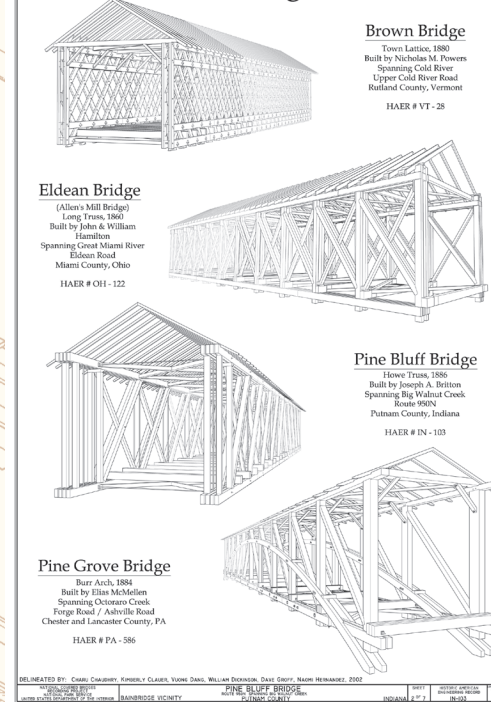 Brown Bridge
Town Lattice, 1880
Built by Nicholas M. Powers
Spanning Cold River
Upper Cold River Road
Rutland County, Vermont
HAER # VT - 28
Eldean Bridge
(Allen's Mill Bridge)
Long Truss, 1860
Built by John & William
Hamilton
Spanning Great Miami River
Eldean Road
Miami County, Ohio
HAER # OH - 122
Pine Bluff Bridge
Howe Truss, 1886
Built by Joseph A. Britton
Spanning Big Walnut Creek
Route 950N
Putnam County, Indiana
HAER # IN - 103
Pine Grove Bridge
Burr Arch, 1884
Built by Elias McMellen
Spanning Octoraro Creek
Forge Road / Ashville Road
Chester and Lancaster County, PA
HAER # PA - 586
DELINEATED BY: CHARU CHAUDHRY, KIMBERLY CLAUER, VUONG DANG, WILLIAM DICKINSON, DAVE GROFF, NAOMI HERNANDEZ, 2002
NATIONAL COVERED BRIDGES
RECORDING PROJECT
NATIONAL PARK SERVICE
UNITED STATES DEPARTMENT OF THE INTERIOR
BAINBRIDGE VICINITY
PINE BLUFF BRIDGE
ROUTE 950N SPANNING BIG WALNUT CREEK
PUTNAM COUNTY
INDIANA
SHEET
2 OF 7
HISTORIC AMERICAN
ENGINEERING RECORD
IN-103